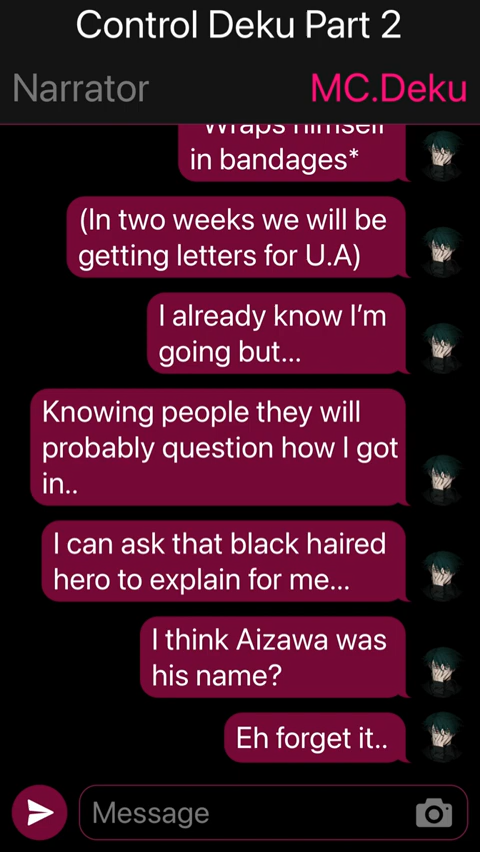 Control Deku Part 2
Narrator
MC.Deku
Wraps himself
in bandages*
(In two weeks we will be
getting letters for U.A)
I already know I'm
going but...
Knowing people they will
probably question how I got
in..
I can ask that black haired
hero to explain for me...
I think Aizawa was
his name?
Eh forget it..
Message